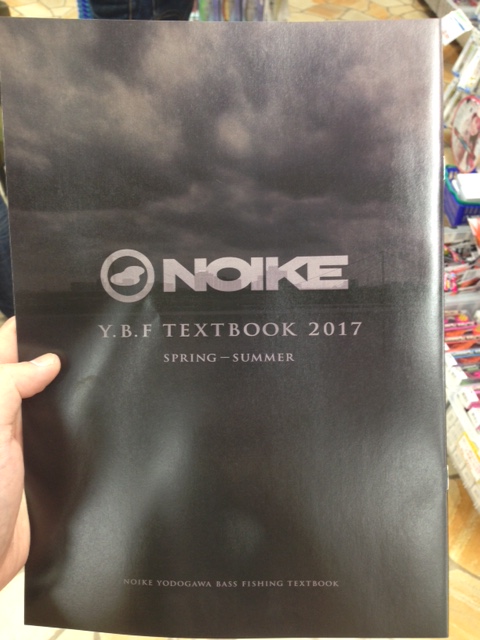 NOIKE
Y.B.F TEXTBOOK 2017
SPRING–SUMMER
NOIKE YODOGAWA BASS FISHING TEXTBOOK